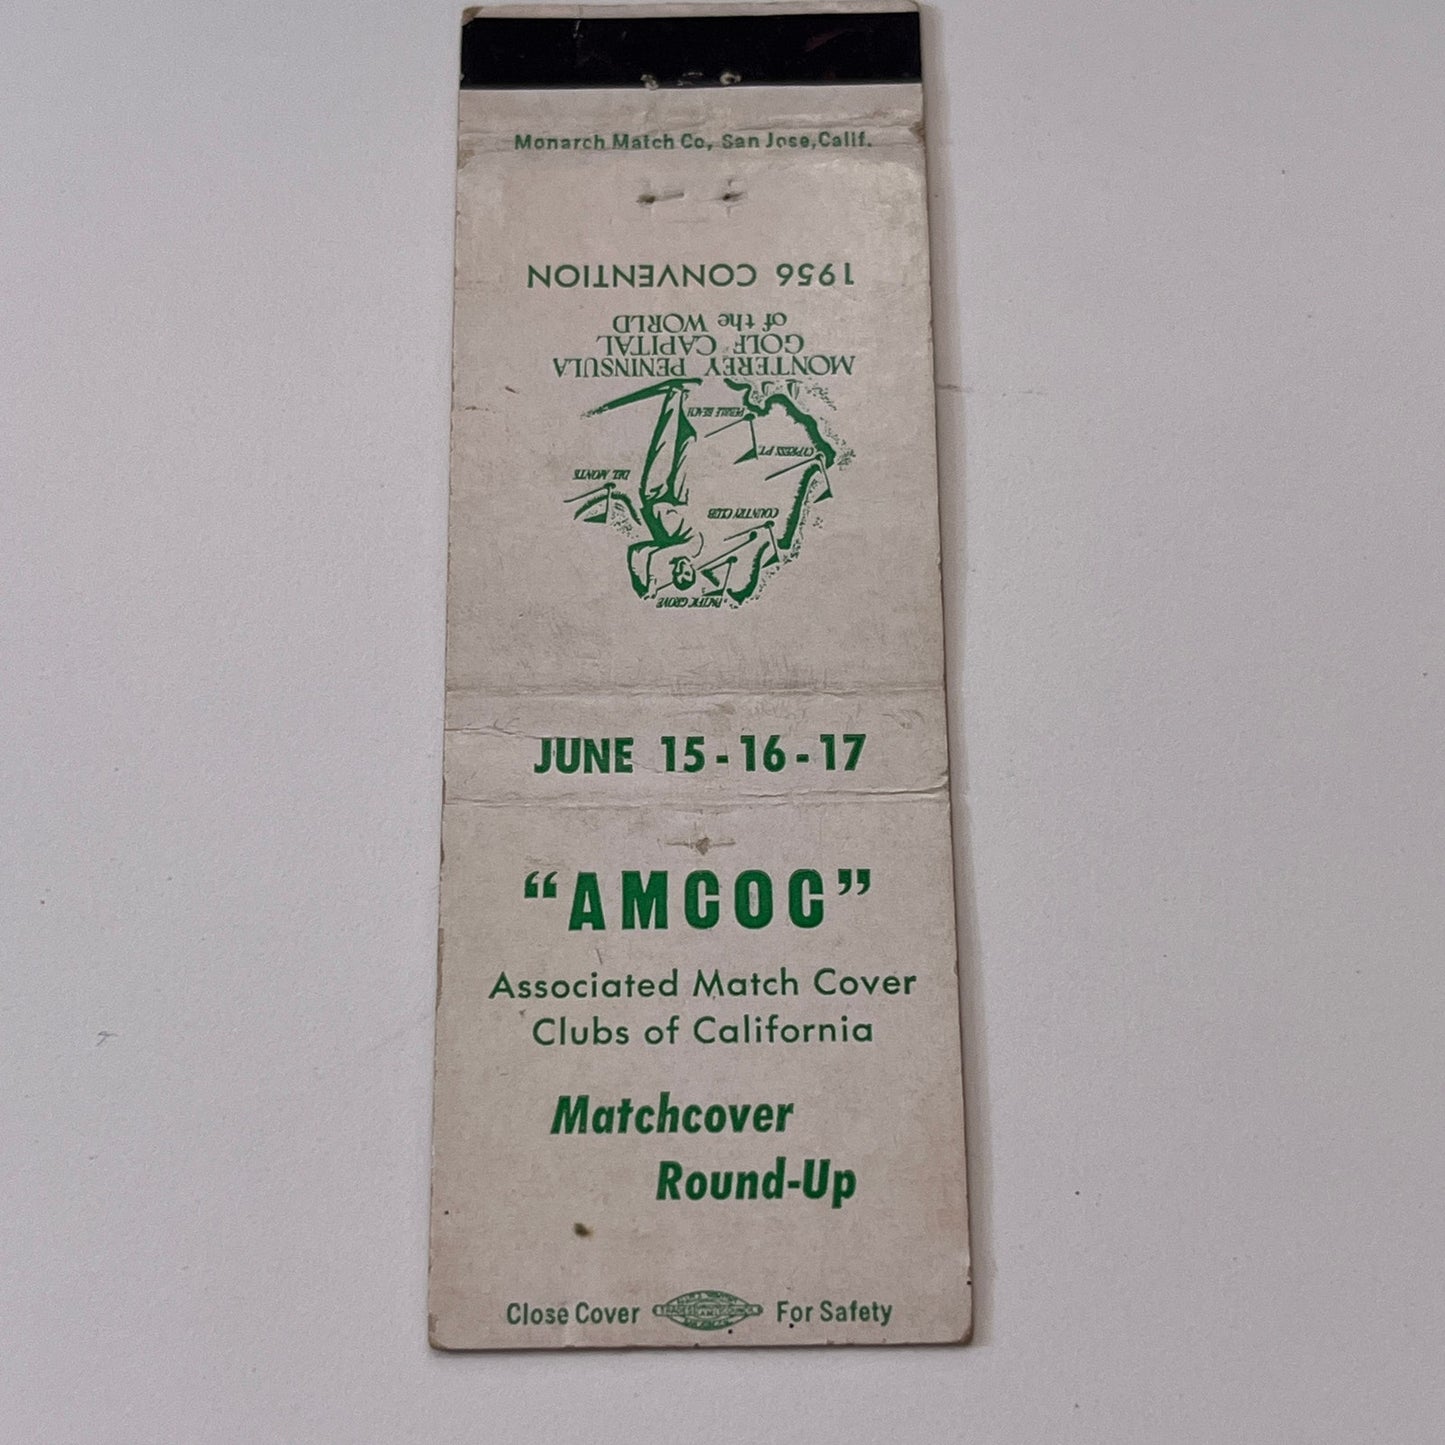 Monarch Match Co, San Jose, Calif.
1956 CONVENTION
MONTEREY PENINSULA
GOLF CAPITAL
of the WORLD
PEBBLE BEACH
CYPRESS PT.
DEL MONTE
COUNTRY CLUB
PACIFIC GROVE
JUNE 15-16-17
"AMCOC"
Associated Match Cover
Clubs of California
Matchcover
Round-Up
Close Cover For Safety